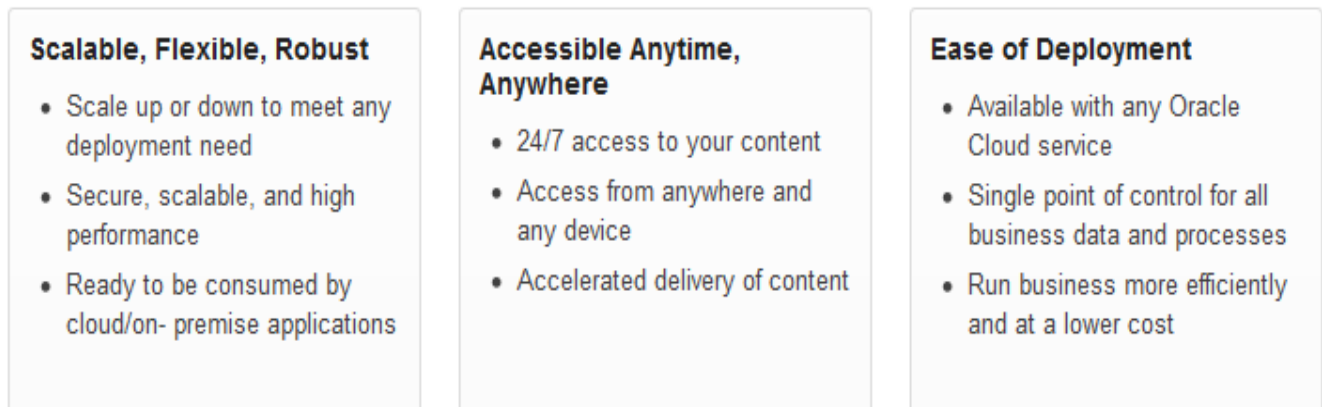 Scalable, Flexible, Robust
• Scale up or down to meet any
deployment need
• Secure, scalable, and high
performance
• Ready to be consumed by
cloud/on- premise applications
Accessible Anytime,
Anywhere
• 24/7 access to your content
• Access from anywhere and
any device
• Accelerated delivery of content
Ease of Deployment
• Available with any Oracle
Cloud service
• Single point of control for all
business data and processes
• Run business more efficiently
and at a lower cost